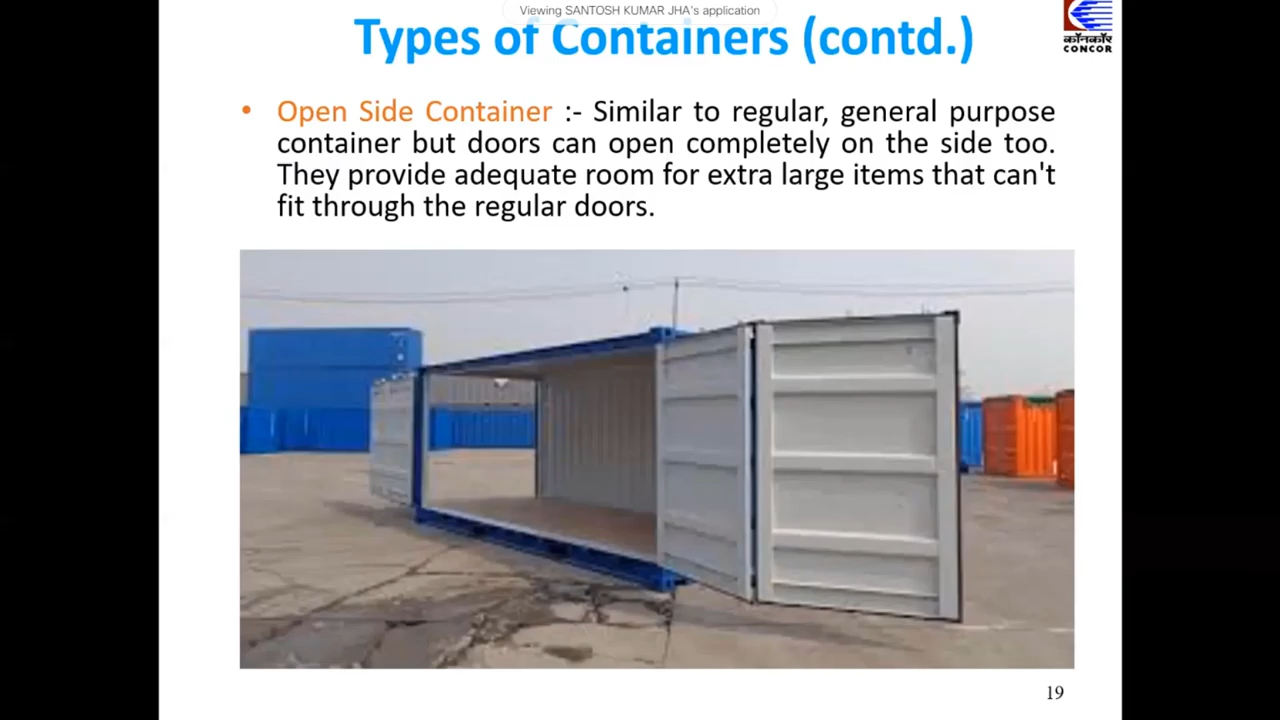 Viewing SANTOSH KUMAR JHA's application
Types of Containers (contd.)
कॉनकॉर
CONCOR
• Open Side Container :- Similar to regular, general purpose
container but doors can open completely on the side too.
They provide adequate room for extra large items that can't
fit through the regular doors.
19